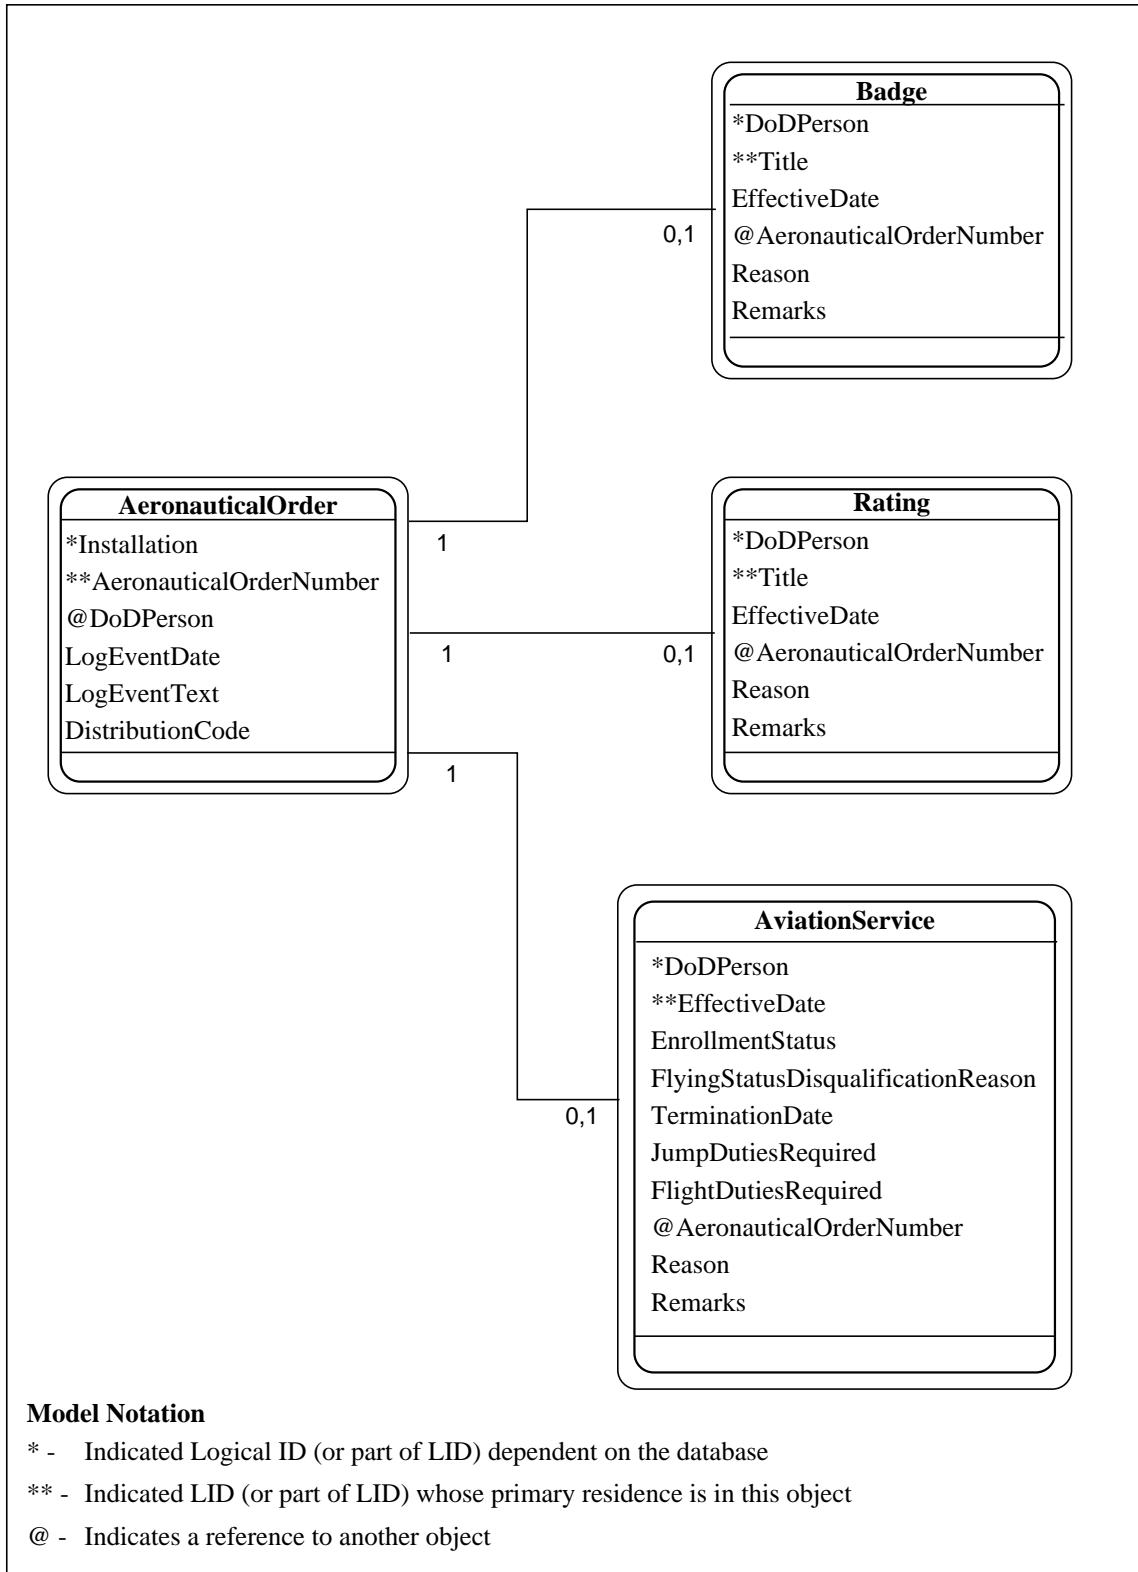 Badge
*DoDPerson
**Title
EffectiveDate
@AeronauticalOrderNumber
Reason
Remarks
0,1
AeronauticalOrder
*Installation
**AeronauticalOrderNumber
@DoDPerson
LogEventDate
LogEventText
DistributionCode
1
1
1
Rating
*DoDPerson
**Title
EffectiveDate
@AeronauticalOrderNumber
Reason
Remarks
0,1
AviationService
*DoDPerson
**EffectiveDate
EnrollmentStatus
FlyingStatusDisqualificationReason
TerminationDate
JumpDutiesRequired
FlightDutiesRequired
@AeronauticalOrderNumber
Reason
Remarks
0,1
Model Notation
* - Indicated Logical ID (or part of LID) dependent on the database
** - Indicated LID (or part of LID) whose primary residence is in this object
@ - Indicates a reference to another object